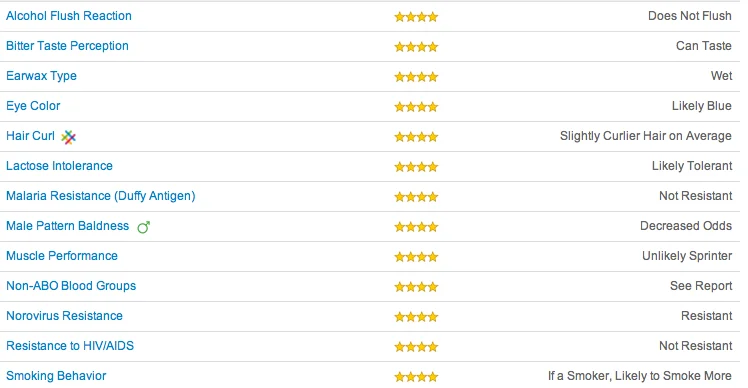 Alcohol Flush Reaction Does Not Flush
Bitter Taste Perception Can Taste
Earwax Type Wet
Eye Color Likely Blue
Hair Curl Slightly Curlier Hair on Average
Lactose Intolerance Likely Tolerant
Malaria Resistance (Duffy Antigen) Not Resistant
Male Pattern Baldness Decreased Odds
Muscle Performance Unlikely Sprinter
Non-ABO Blood Groups See Report
Norovirus Resistance Resistant
Resistance to HIV/AIDS Not Resistant
Smoking Behavior If a Smoker, Likely to Smoke More